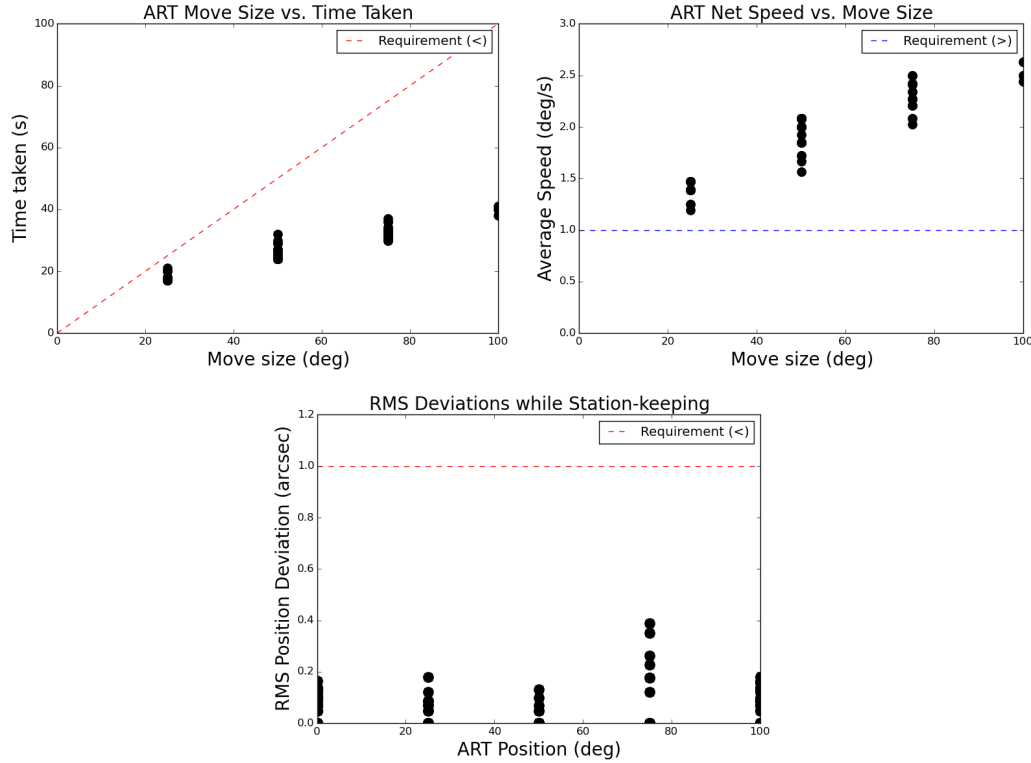 ART Move Size vs. Time Taken
Requirement (<)
100
80
60
40
20
0
Time taken (s)
0 20 40 60 80 100
Move size (deg)
ART Net Speed vs. Move Size
Requirement (>)
3.0
2.5
2.0
1.5
1.0
0.5
0.0
Average Speed (deg/s)
0 20 40 60 80 100
Move size (deg)
RMS Deviations while Station-keeping
Requirement (<)
1.2
1.0
0.8
0.6
0.4
0.2
0.0
RMS Position Deviation (arcsec)
0 20 40 60 80 100
ART Position (deg)